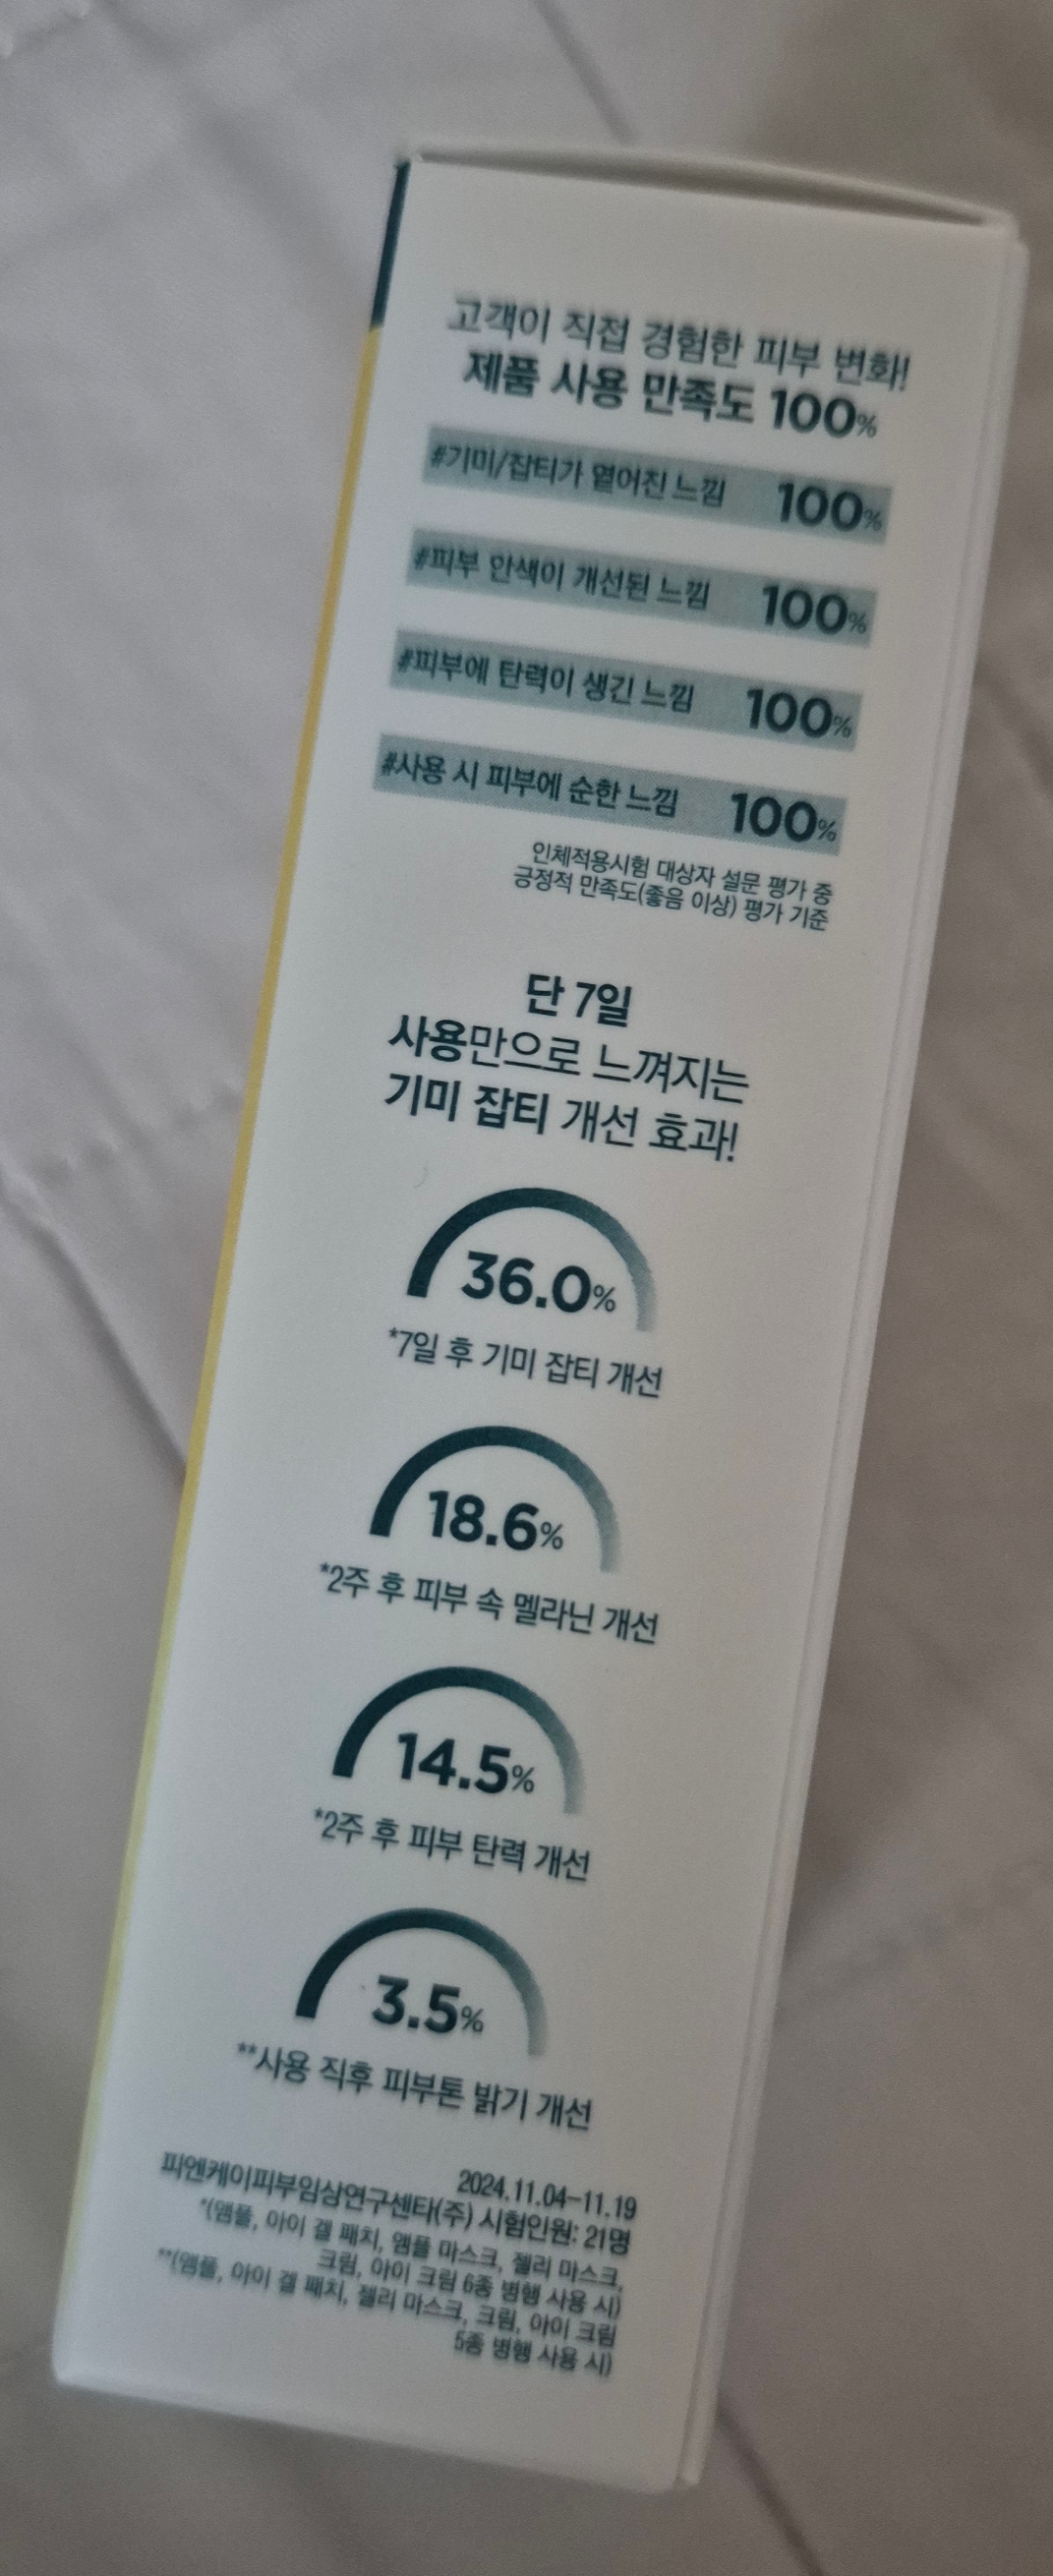 고객이 직접 경험한 피부 변화!
제품 사용 만족도 100%
#기미/잡티가 옅어진 느낌 100%
#피부 안색이 개선된 느낌 100%
#피부에 탄력이 생긴 느낌 100%
#사용 시 피부에 순한 느낌 100%
인체적용시험 대상자 설문 평가 중
긍정적 만족도(좋음 이상) 평가 기준
단 7일
사용만으로 느껴지는
기미 잡티 개선 효과!
36.0%
*7일 후 기미 잡티 개선
18.6%
*2주 후 피부 속 멜라닌 개선
14.5%
*2주 후 피부 탄력 개선
3.5%
**사용 직후 피부톤 밝기 개선
2024.11.04-11.19
피엔케이피부임상연구센타(주) 시험인원: 21명
*(앰플, 아이 겔 패치, 앰플 마스크, 젤리 마스크,
크림, 아이 크림 6종 병행 사용 시)
**(앰플, 아이 겔 패치, 젤리 마스크, 크림, 아이 크림
5종 병행 사용 시)